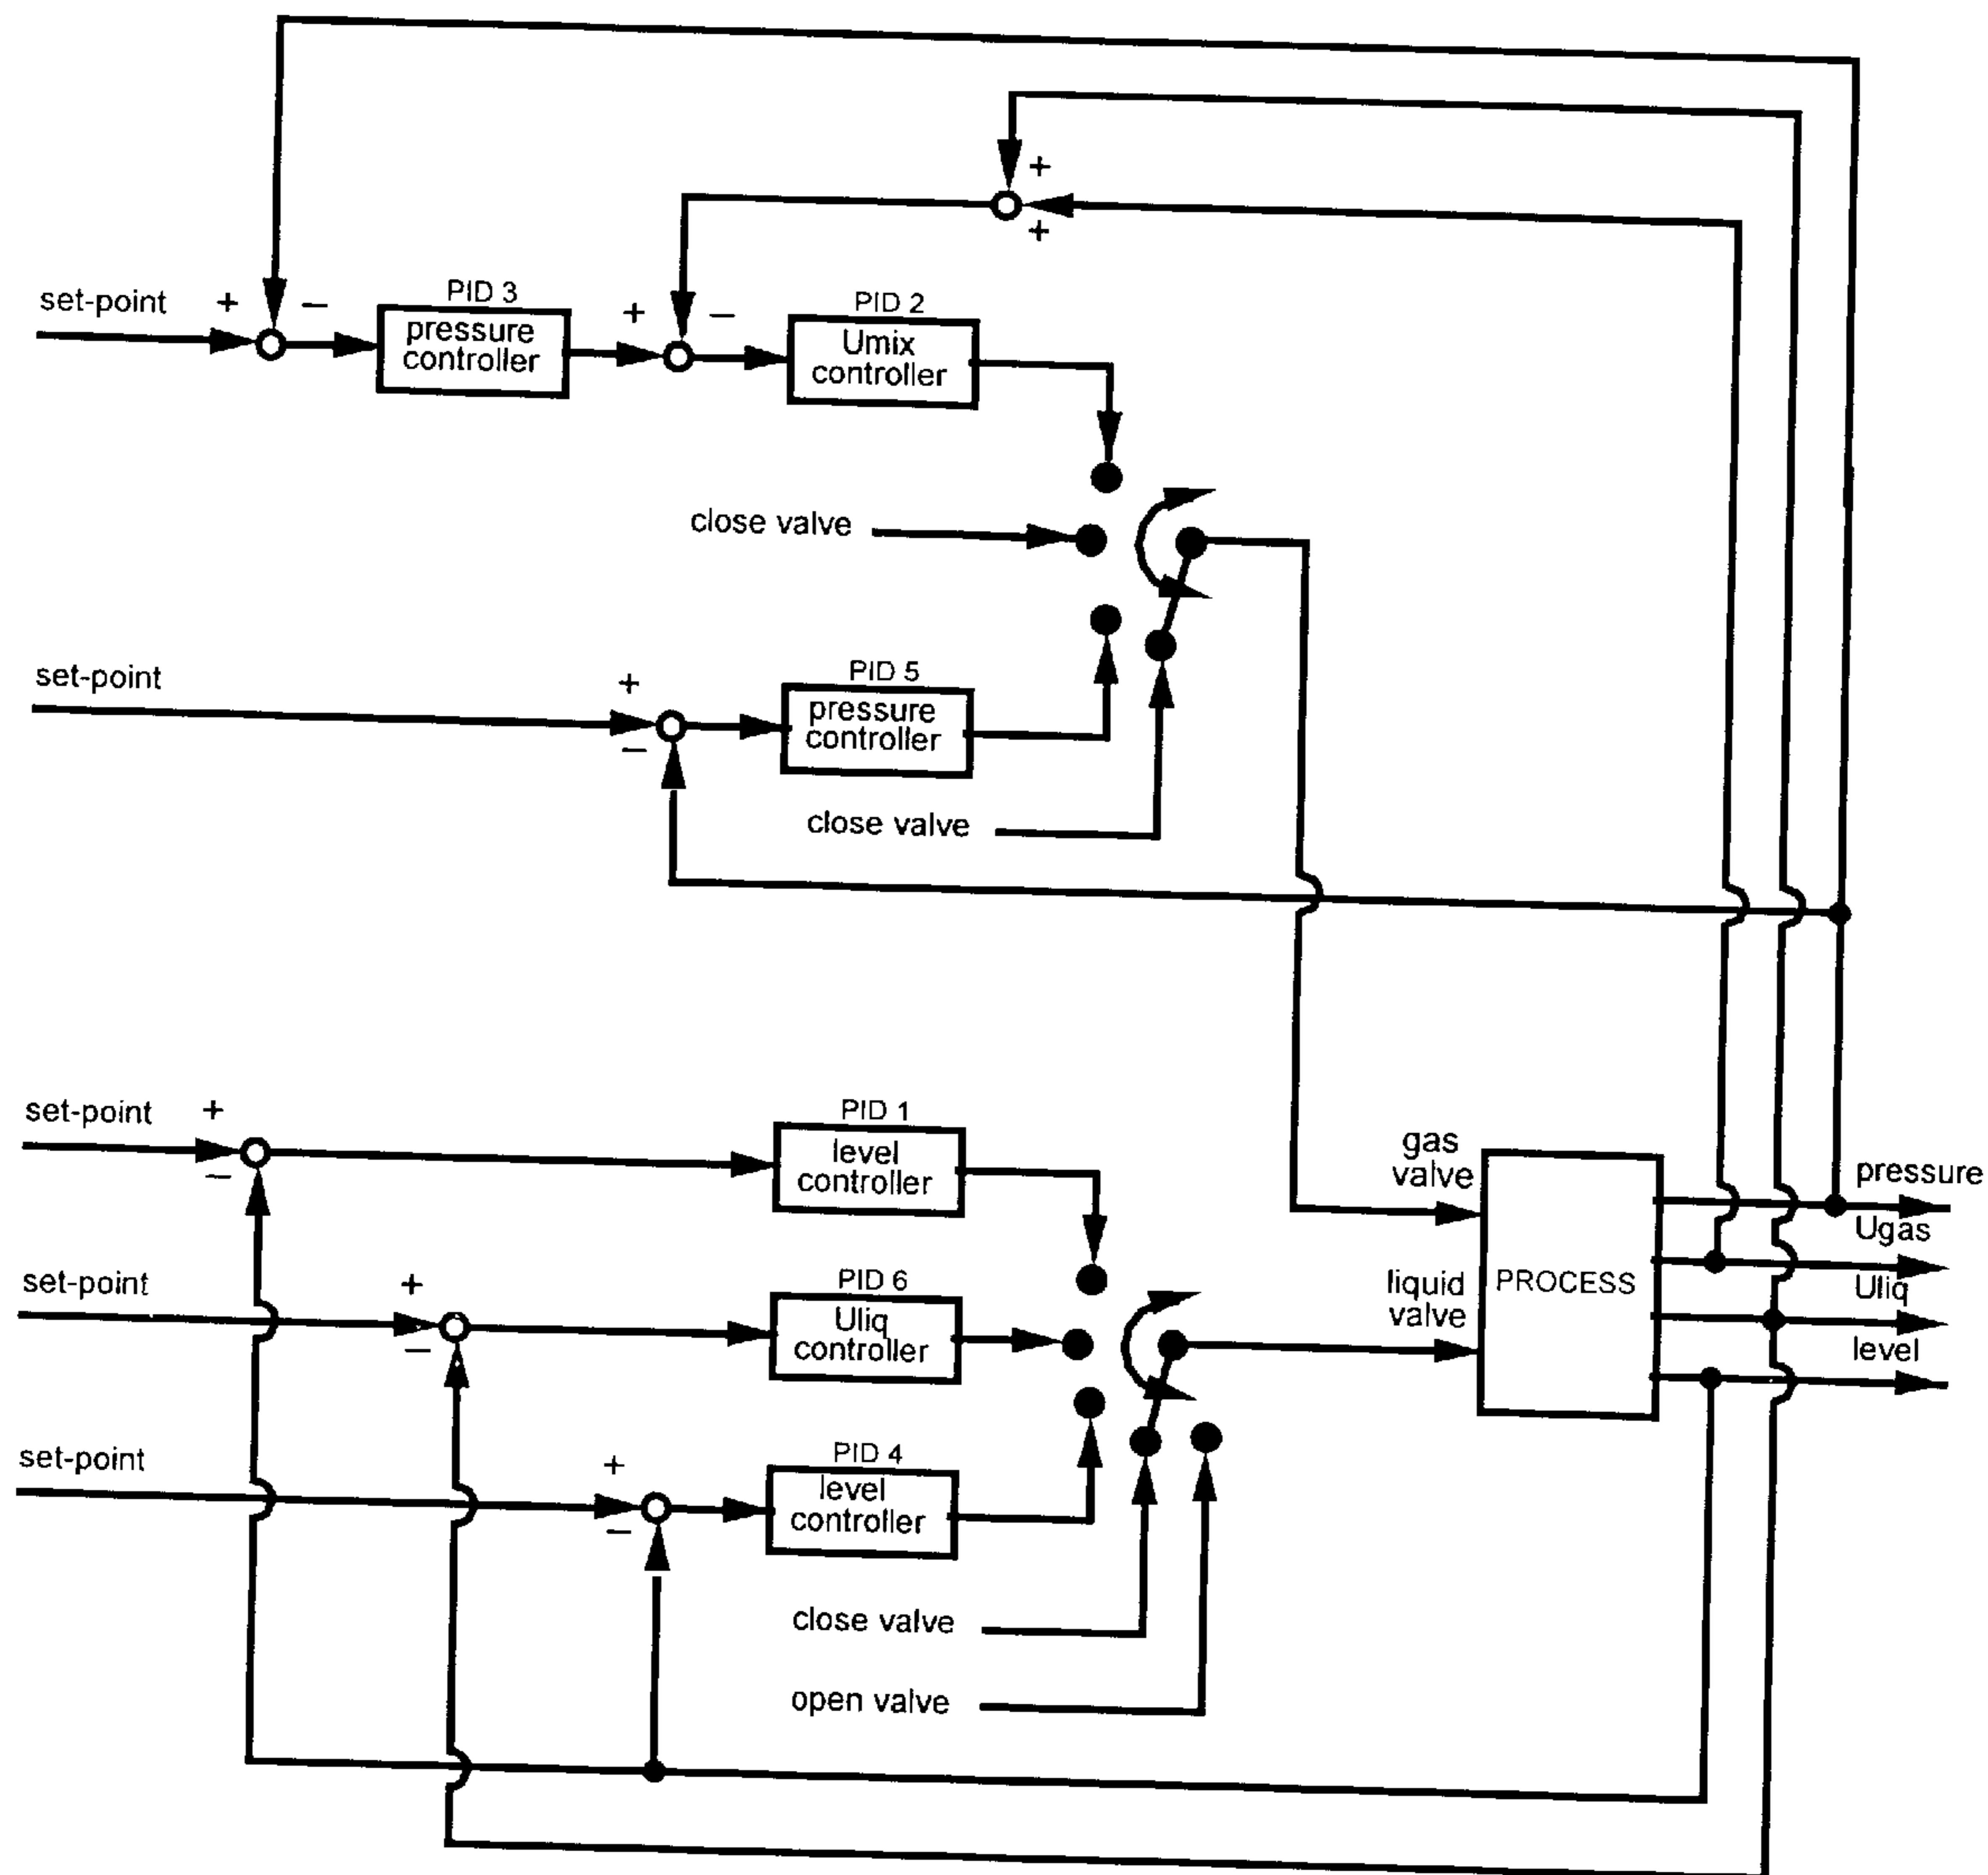 +
+
PID 3
PID 2
set-point + −
pressure
controller
+ −
Umix
controller
close valve
set-point
+
−
PID 5
pressure
controller
close valve
set-point +
−
PID 1
level
controller
gas
valve
pressure
Ugas
set-point
+
−
PID 6
Uliq
controller
liquid
valve
PROCESS
Uliq
level
set-point
+
−
PID 4
level
controller
close valve
open valve